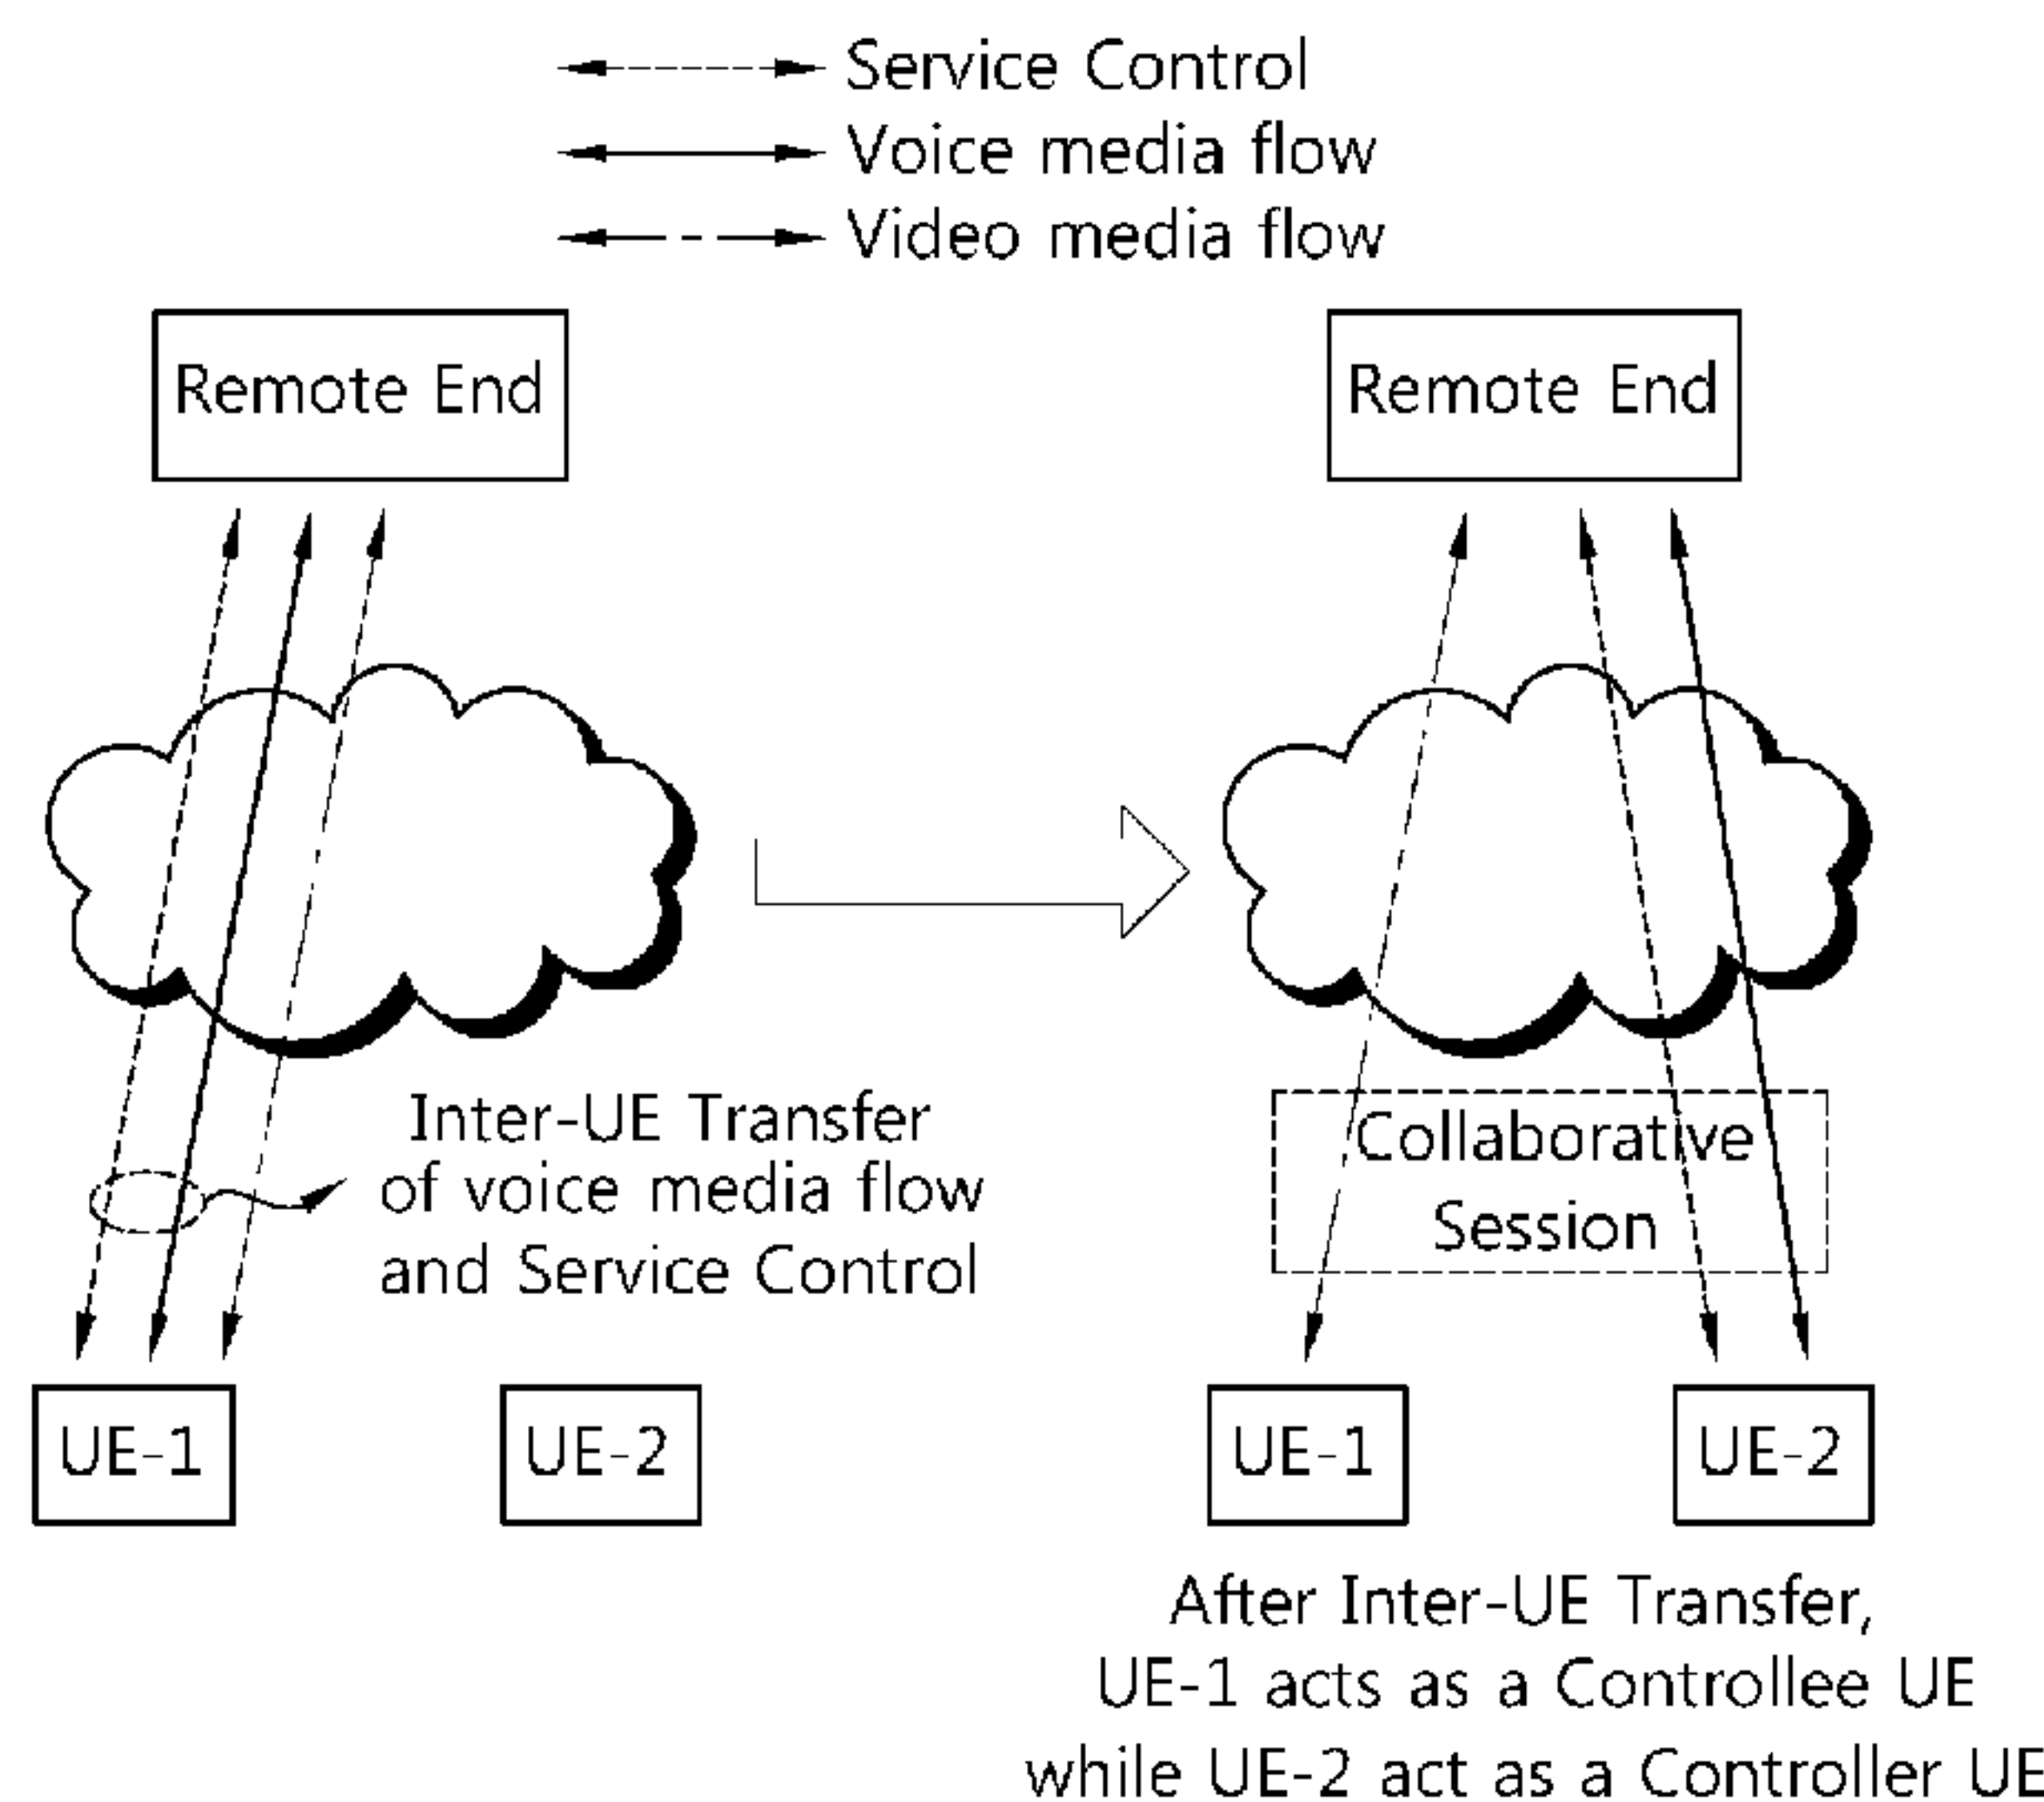 Service Control
Voice media flow
Video media flow
Remote End
Remote End
Inter-UE Transfer
of voice media flow
and Service Control
Collaborative
Session
UE-1
UE-2
UE-1
UE-2
After Inter-UE Transfer,
UE-1 acts as a Controllee UE
while UE-2 act as a Controller UE